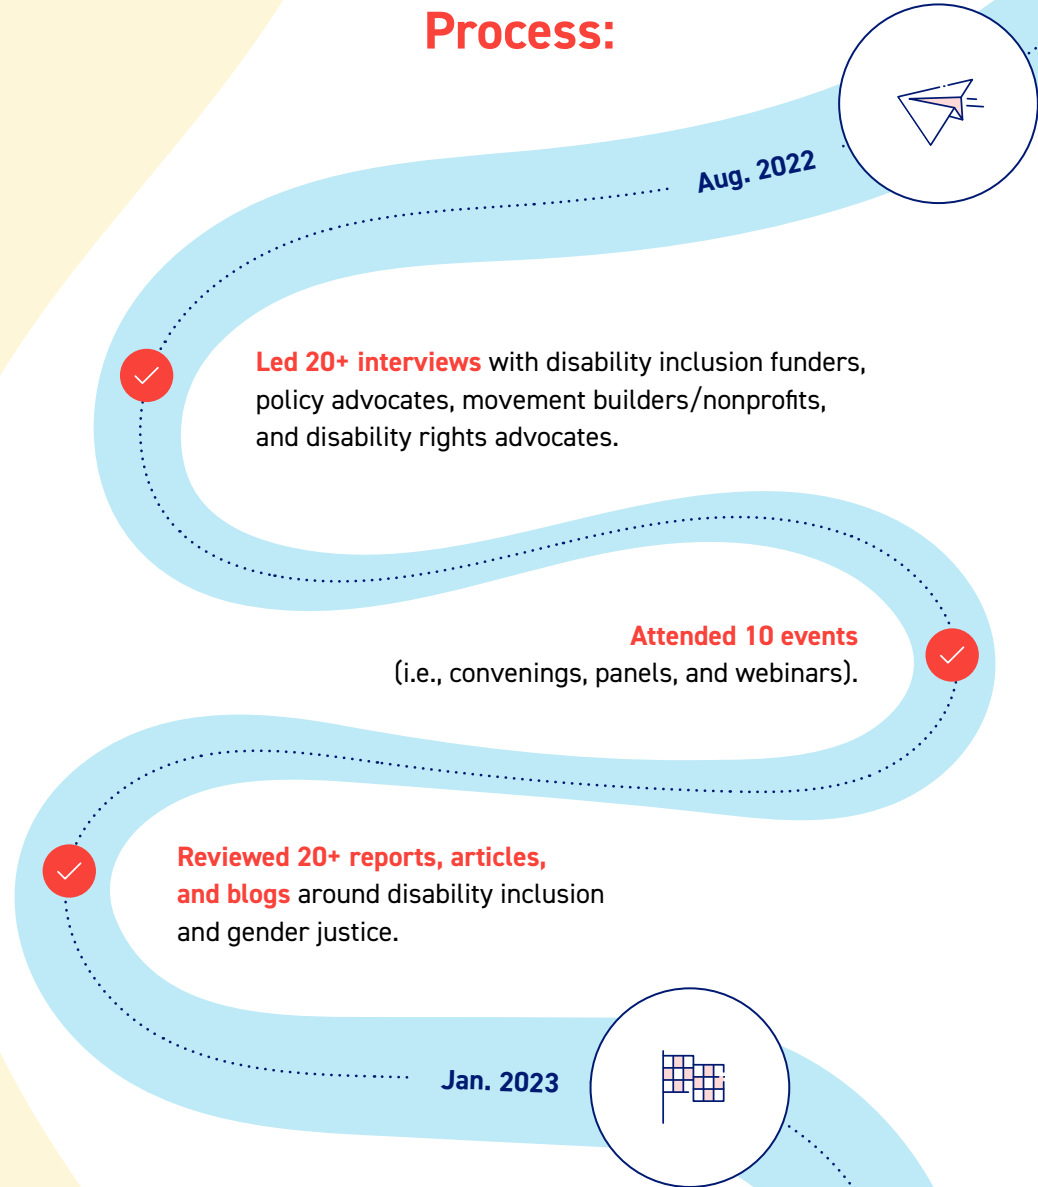 Process:
Aug. 2022
Led 20+ interviews with disability inclusion funders,
policy advocates, movement builders/nonprofits,
and disability rights advocates.
Attended 10 events
(i.e., convenings, panels, and webinars).
Reviewed 20+ reports, articles,
and blogs around disability inclusion
and gender justice.
Jan. 2023